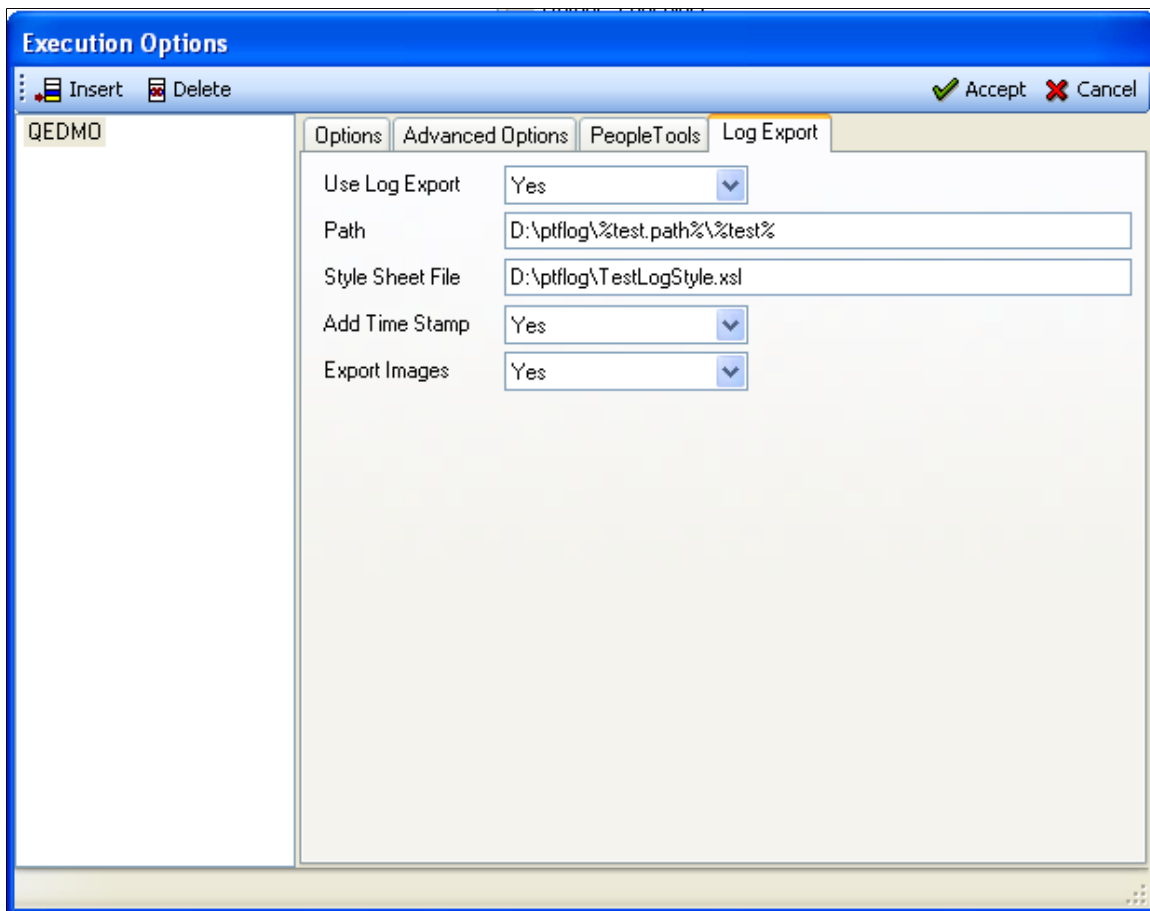 Execution Options
Insert Delete Accept Cancel
QEDMO
Options Advanced Options PeopleTools Log Export
Use Log Export Yes
Path D:\ptflog\%test.path%\%test%
Style Sheet File D:\ptflog\TestLogStyle.xsl
Add Time Stamp Yes
Export Images Yes